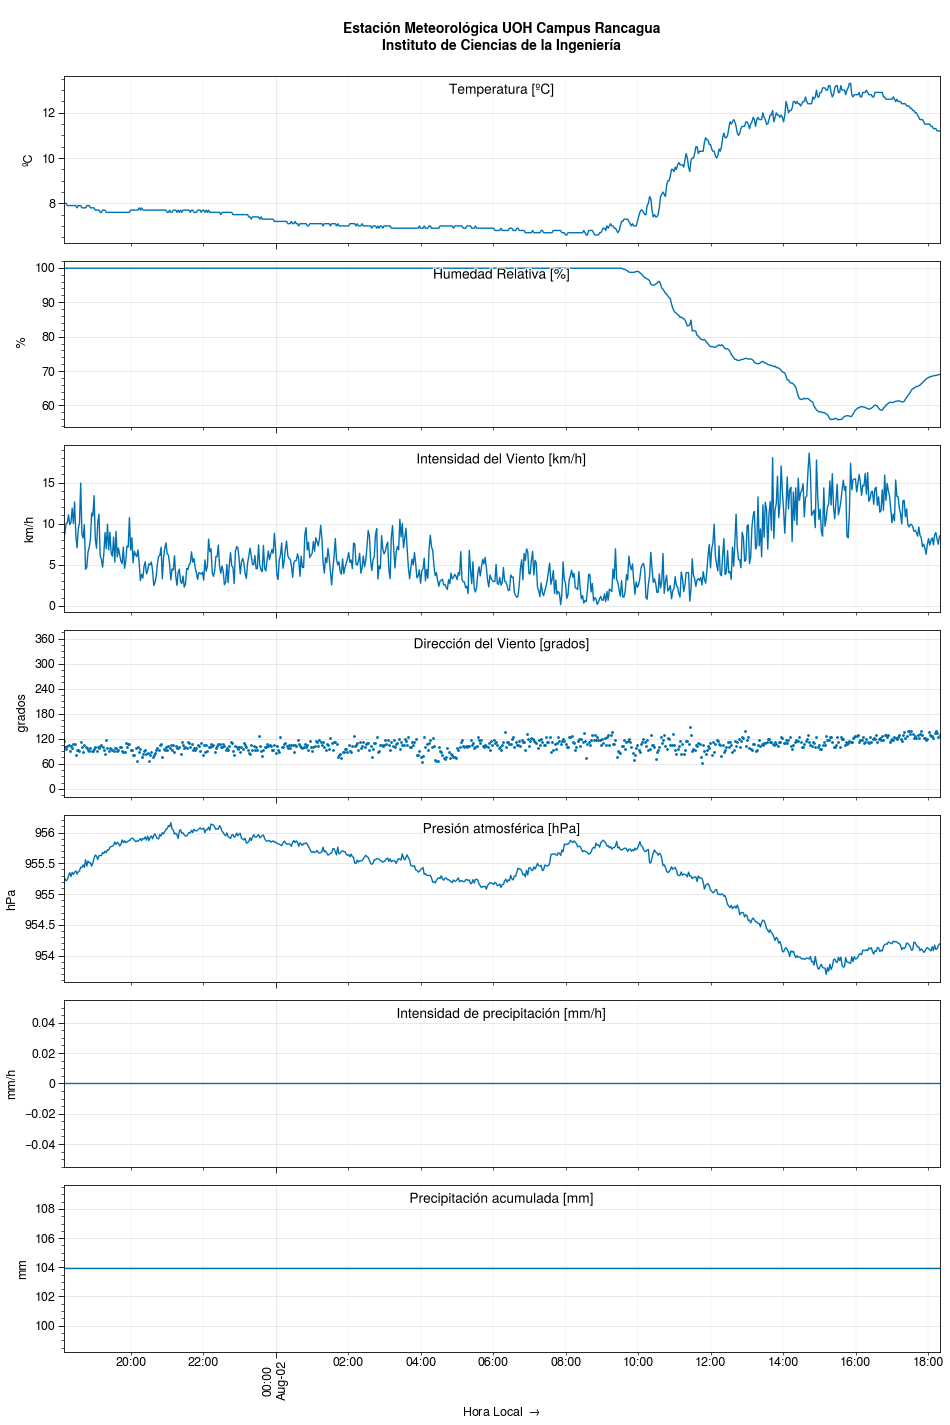 Estación Meteorológica UOH Campus Rancagua
Instituto de Ciencias de la Ingeniería
Temperatura [ºC]
ºC
12
10
8
Humedad Relativa [%]
%
100
90
80
70
60
Intensidad del Viento [km/h]
km/h
15
10
5
0
Dirección del Viento [grados]
grados
360
300
240
180
120
60
0
Presión atmosférica [hPa]
hPa
956
955.5
955
954.5
954
Intensidad de precipitación [mm/h]
mm/h
0.04
0.02
0
−0.02
−0.04
Precipitación acumulada [mm]
mm
108
106
104
102
100
20:00 22:00 00:00 02:00 04:00 06:00 08:00 10:00 12:00 14:00 16:00 18:00
Aug-02
Hora Local →